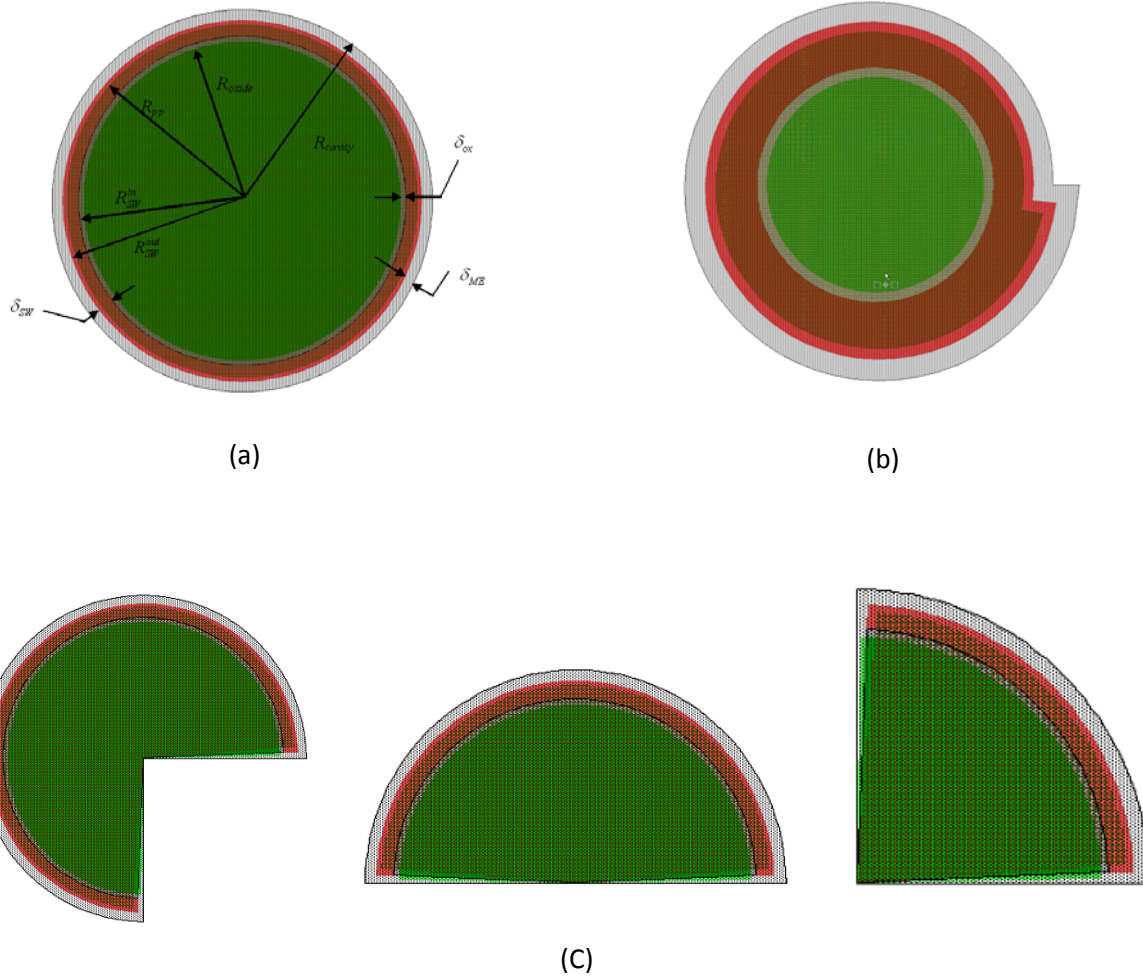 R_oxide
R_pp
R_cavity
δ_ox
R_SW^in
R_SW^out
δ_ME
δ_SW
(a)
(b)
(C)